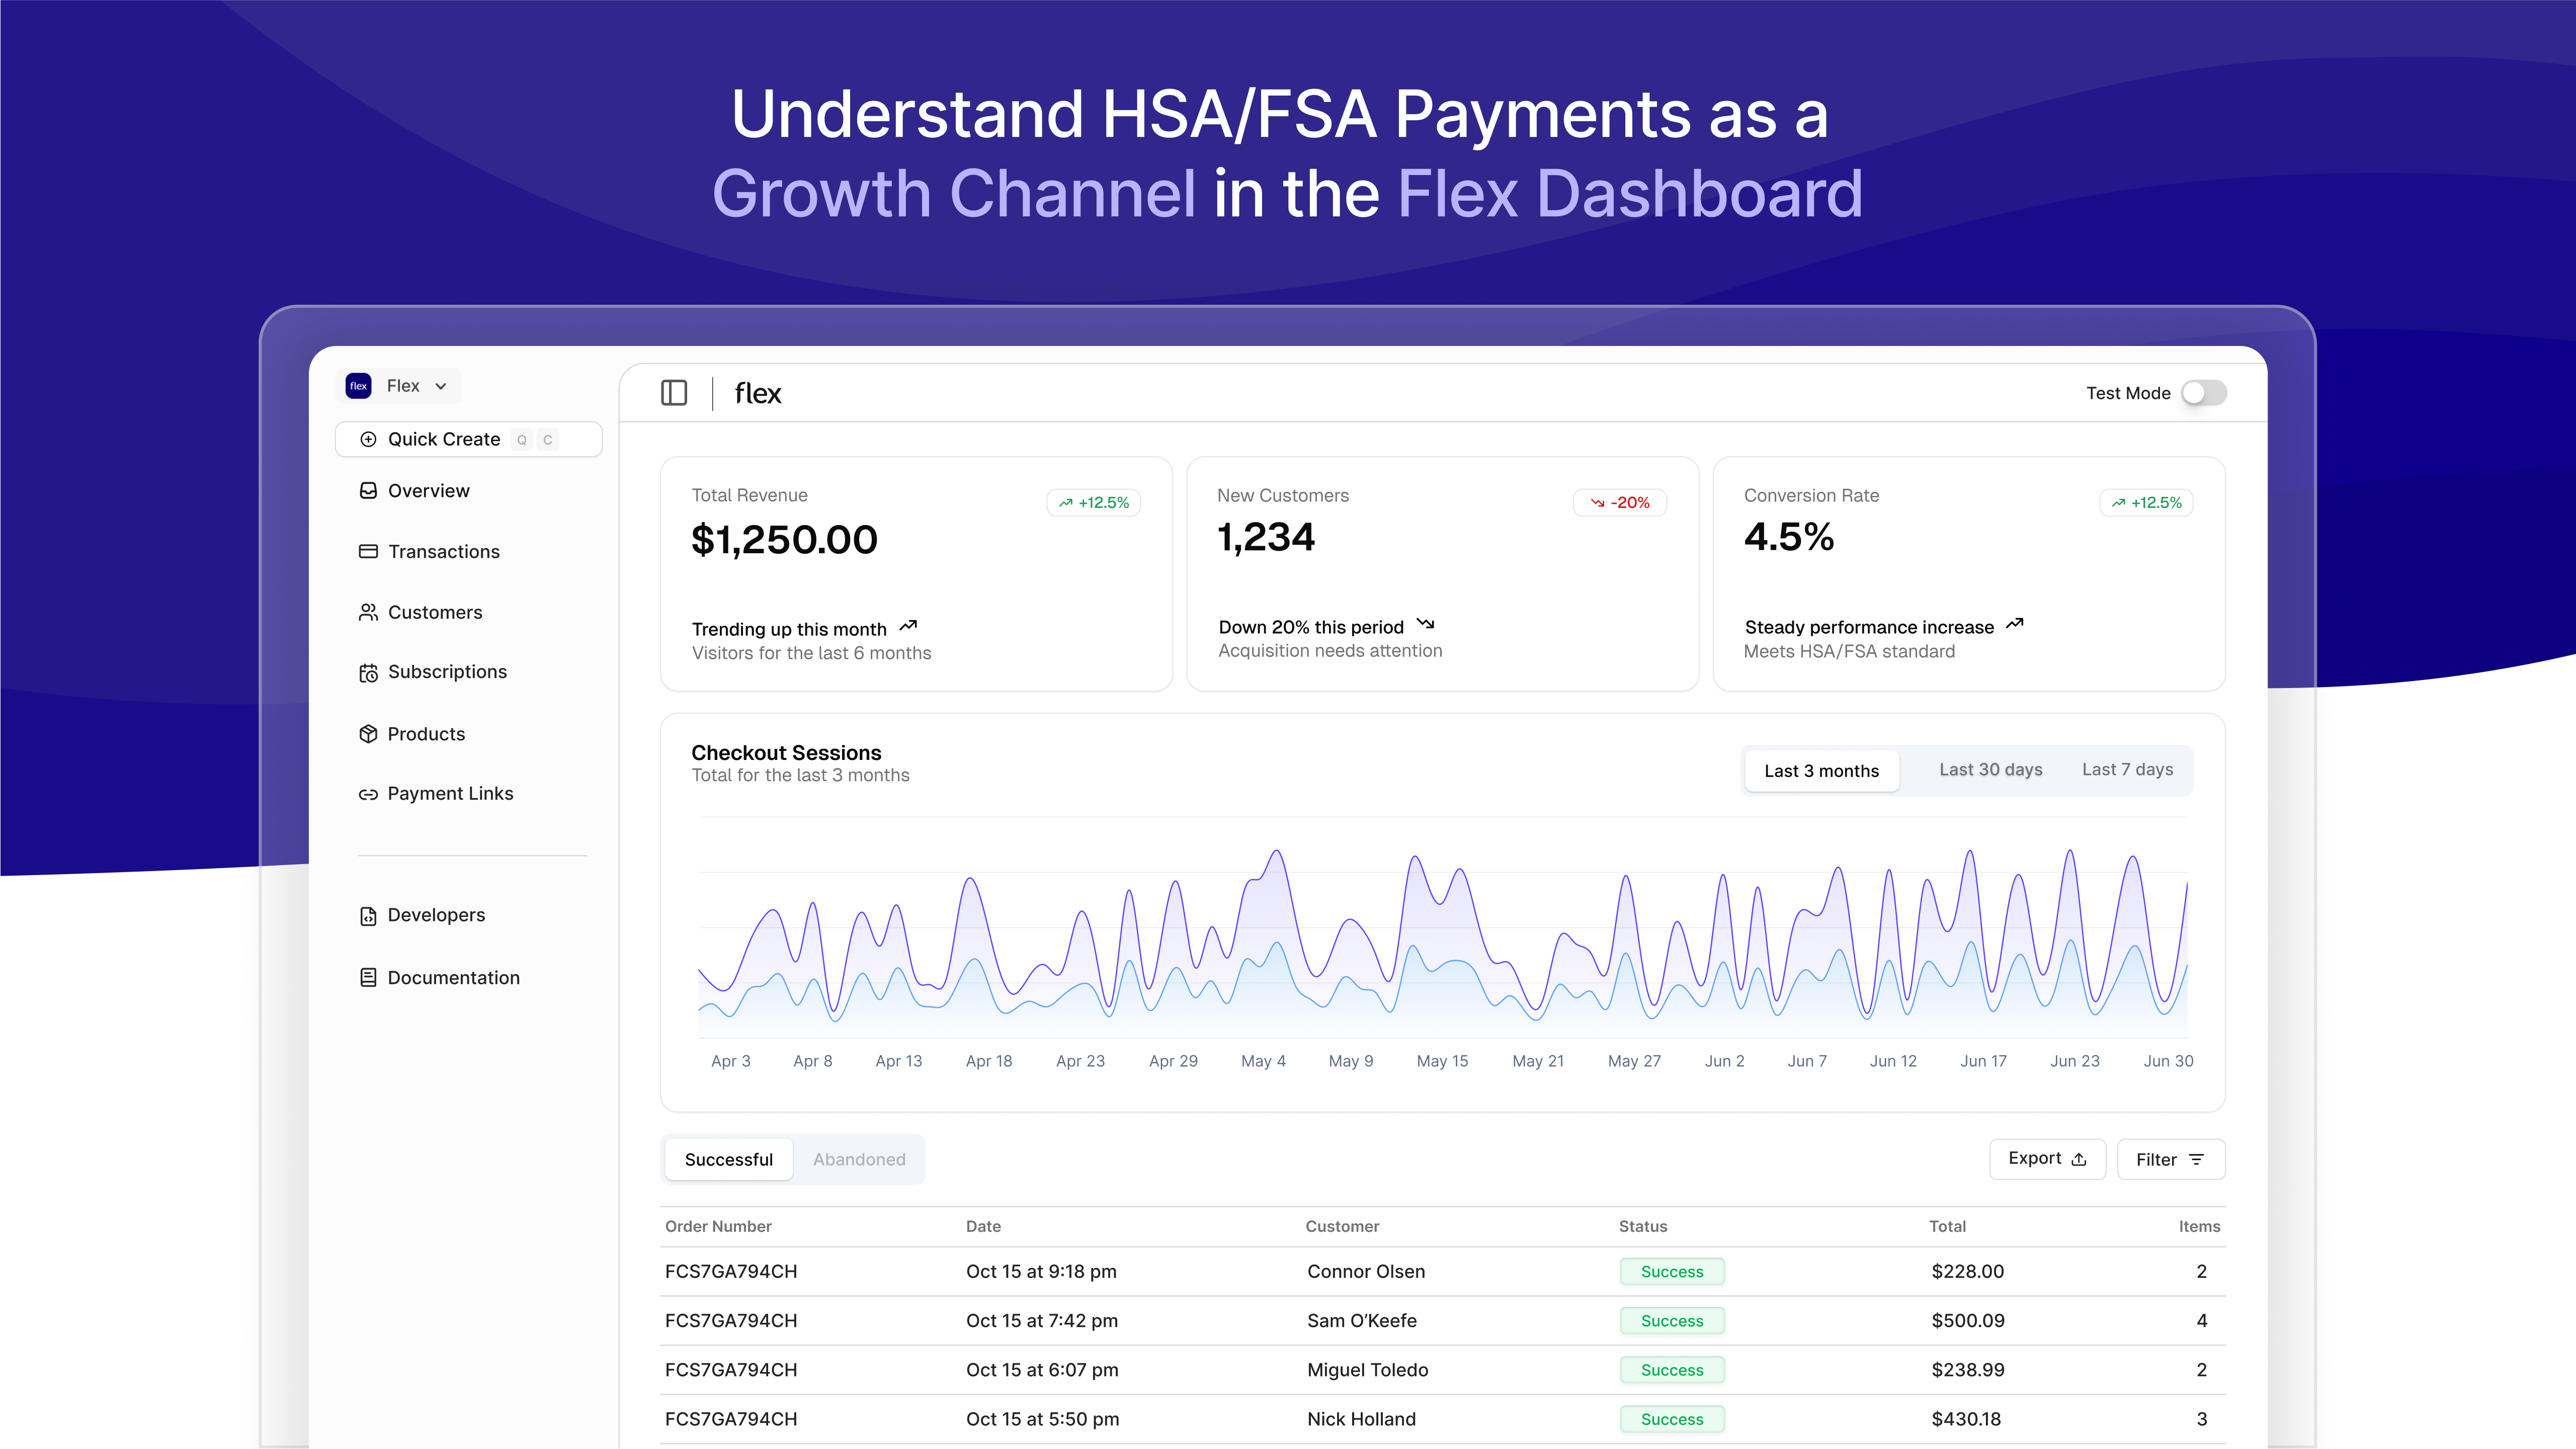 Understand HSA/FSA Payments as a
Growth Channel in the Flex Dashboard
flex Flex
Quick Create Q C
Overview
Transactions
Customers
Subscriptions
Products
Payment Links
Developers
Documentation
flex
Test Mode
Total Revenue
+12.5%
$1,250.00
Trending up this month
Visitors for the last 6 months
New Customers
-20%
1,234
Down 20% this period
Acquisition needs attention
Conversion Rate
+12.5%
4.5%
Steady performance increase
Meets HSA/FSA standard
Checkout Sessions
Total for the last 3 months
Last 3 months Last 30 days Last 7 days
Apr 3 Apr 8 Apr 13 Apr 18 Apr 23 Apr 29 May 4 May 9 May 15 May 21 May 27 Jun 2 Jun 7 Jun 12 Jun 17 Jun 23 Jun 30
Successful Abandoned
Export Filter
Order Number Date Customer Status Total Items
FCS7GA794CH Oct 15 at 9:18 pm Connor Olsen Success $228.00 2
FCS7GA794CH Oct 15 at 7:42 pm Sam O’Keefe Success $500.09 4
FCS7GA794CH Oct 15 at 6:07 pm Miguel Toledo Success $238.99 2
FCS7GA794CH Oct 15 at 5:50 pm Nick Holland Success $430.18 3